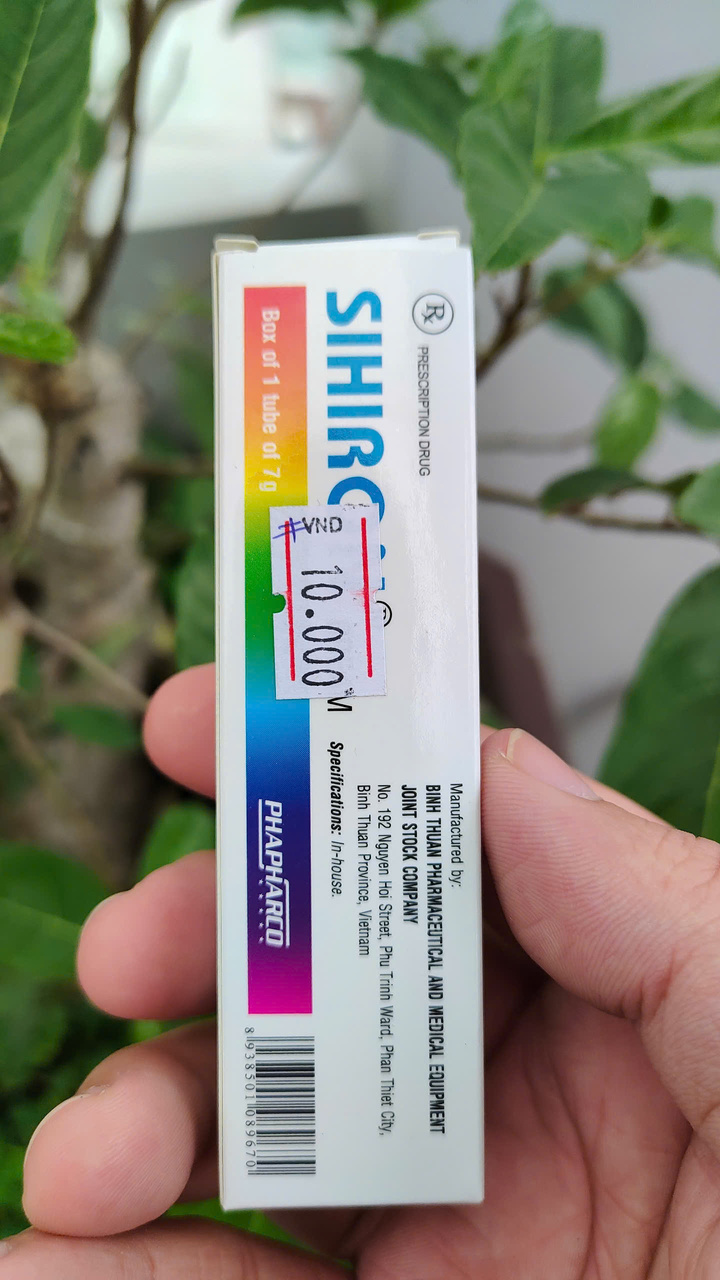 Rx
PRESCRIPTION DRUG
SIHIR
®
M
Box of 1 tube of 7 g
VND
10.000
Manufactured by:
BINH THUAN PHARMACEUTICAL AND MEDICAL EQUIPMENT
JOINT STOCK COMPANY
No. 192 Nguyen Hoi Street, Phu Trinh Ward, Phan Thiet City,
Binh Thuan Province, Vietnam
Specifications: In-house.
PHAPHARCO
8938501089670